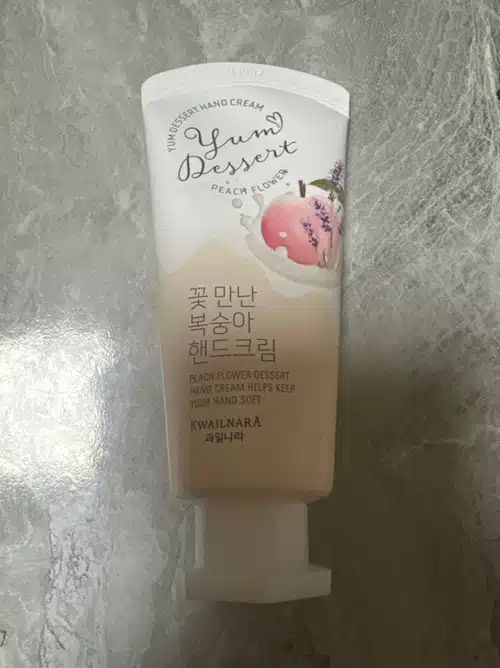 YUM DESSERT HAND CREAM
Yum
Dessert
PEACH FLOWER
꽃 만난
복숭아
핸드크림
PEACH FLOWER DESSERT
HAND CREAM HELPS KEEP
YOUR HAND SOFT
KWAILNARA
과일나라